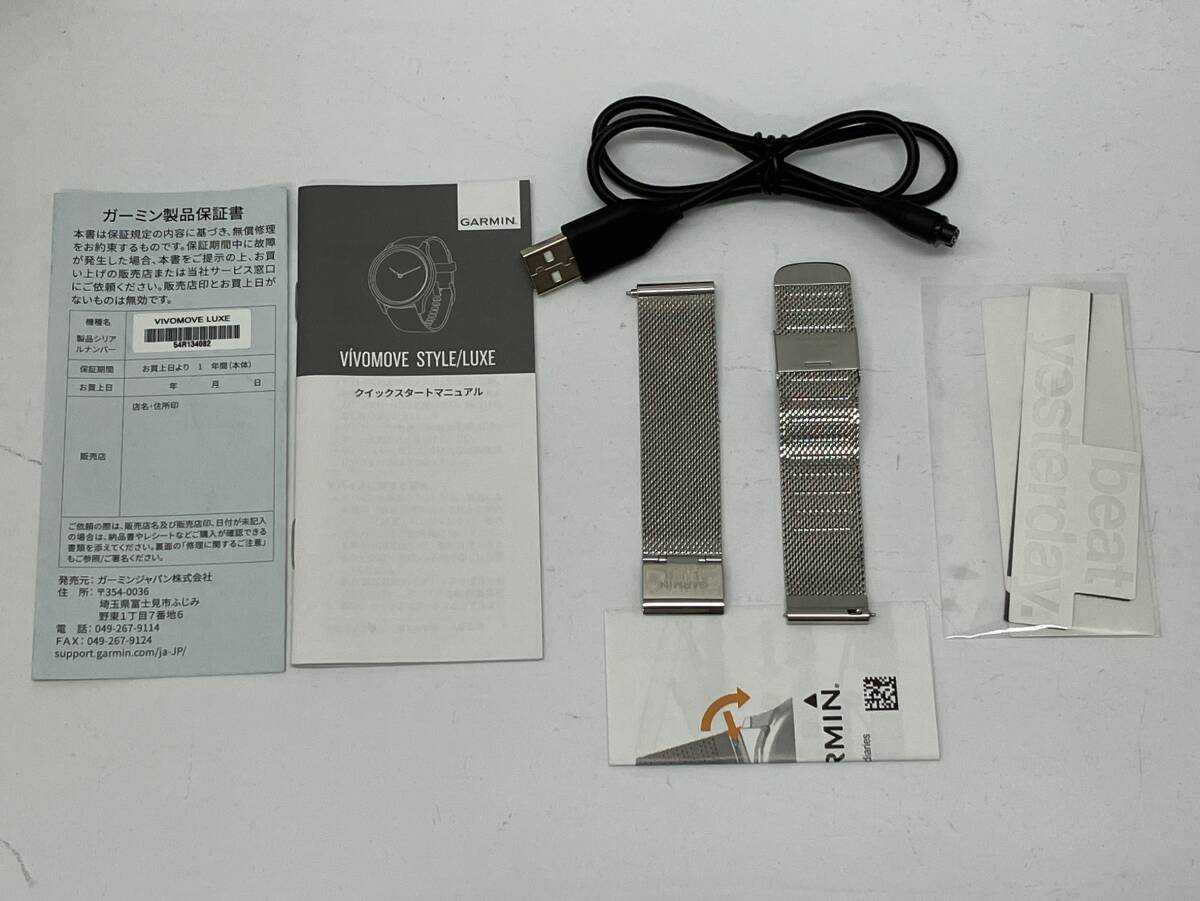 ガーミン製品保証書
本書は保証規定の内容に基づき、無償修理
をお約束するものです。保証期間中に故障
が発生した場合、本書をご提示の上、お買
い上げの販売店または当社サービス窓口
にご依頼ください。販売店印とお買上日が
ないものは無効です。
機種名
製品シリア
ルナンバー
VIVOMOVE LUXE
54R134082
保証期間
お買上日より 1 年間(本体)
お買上日
年 月 日
販売店
店名・住所印
ご依頼の際は、販売店名及び販売店印、日付が未記入
の場合は、納品書やレシートなどご購入が確認できる
書類を添えてください。裏面の「修理に関するご注意」
もご参照/ご署名ください。
発売元: ガーミンジャパン株式会社
住 所: 〒354-0036
埼玉県富士見市ふじみ
野東1丁目7番地6
電 話: 049-267-9114
FAX: 049-267-9124
support.garmin.com/ja-JP/
GARMIN.
VÍVOMOVE STYLE/LUXE
クイックスタートマニュアル
GARMIN
RMIN®
diaries
beat
yesterday.